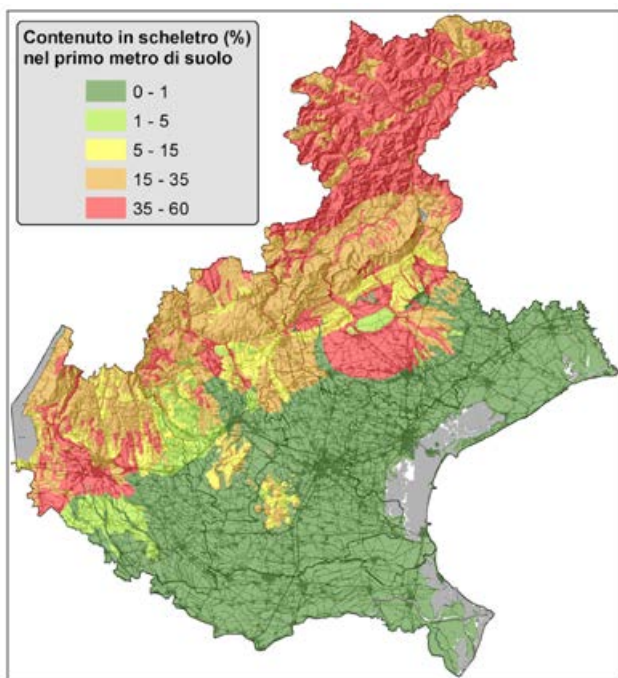 Contenuto in scheletro (%)
nel primo metro di suolo
0 - 1
1 - 5
5 - 15
15 - 35
35 - 60